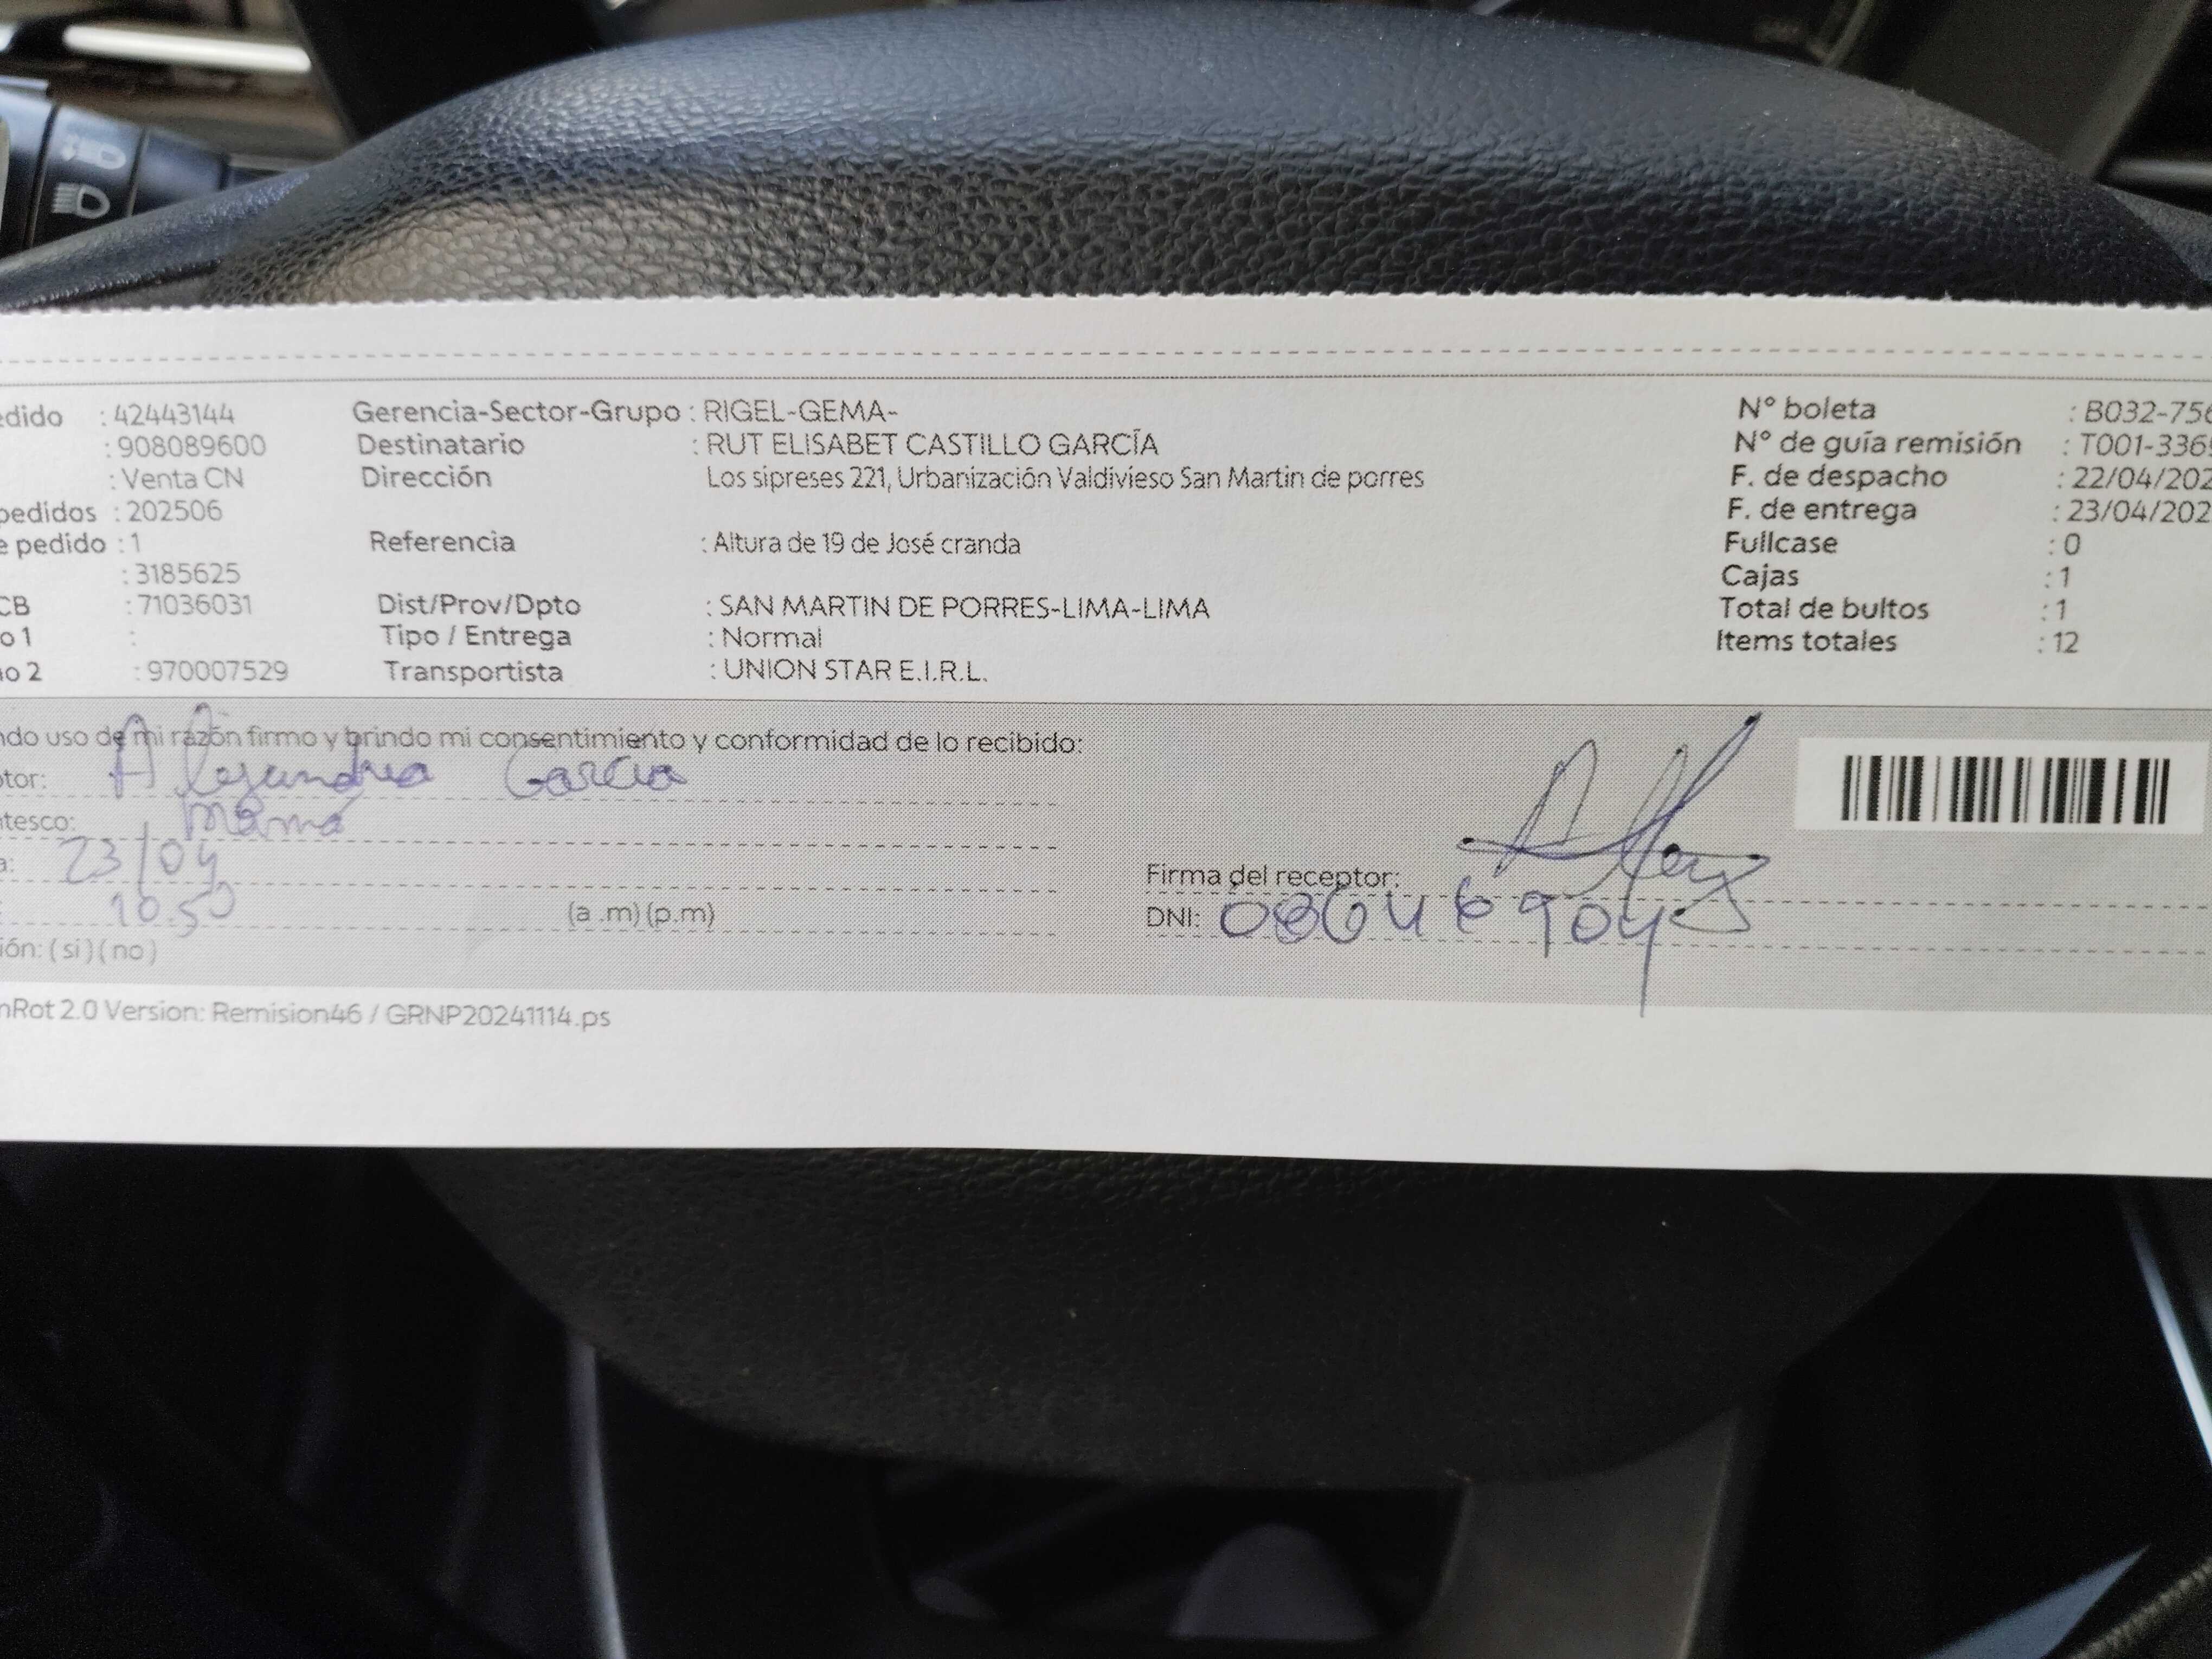 edido : 42443144 Gerencia-Sector-Grupo : RIGEL-GEMA- N° boleta : B032-756
: 908089600 Destinatario : RUT ELISABET CASTILLO GARCÍA N° de guía remisión : T001-336
: Venta CN Dirección Los sipreses 221, Urbanización Valdivieso San Martin de porres F. de despacho : 22/04/202
pedidos : 202506 F. de entrega : 23/04/202
e pedido : 1 Referencia : Altura de 19 de José cranda Fullcase : 0
: 3185625 Cajas : 1
CB : 71036031 Dist/Prov/Dpto : SAN MARTIN DE PORRES-LIMA-LIMA Total de bultos : 1
o 1 : Tipo / Entrega : Normal Items totales : 12
no 2 : 970007529 Transportista : UNION STAR E.I.R.L.
ndo uso de mi razón firmo y brindo mi consentimiento y conformidad de lo recibido:
otor: Alejandrea Garcia
ntesco: mamá
a: 23/04
: 10.50 (a .m) (p.m)
Firma del receptor:
DNI: 08646904
ión: ( si ) ( no )
nRot 2.0 Version: Remision46 / GRNP20241114.ps